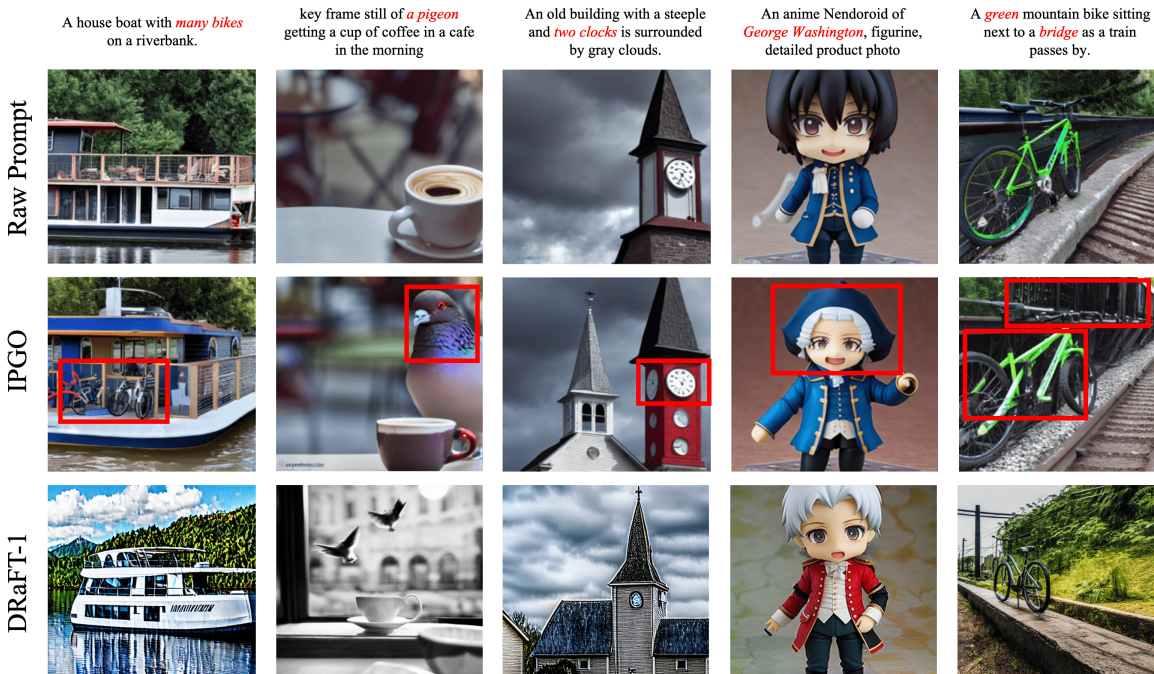 A house boat with many bikes
on a riverbank.
key frame still of a pigeon
getting a cup of coffee in a cafe
in the morning
An old building with a steeple
and two clocks is surrounded
by gray clouds.
An anime Nendoroid of
George Washington, figurine,
detailed product photo
A green mountain bike sitting
next to a bridge as a train
passes by.
Raw Prompt
IPGO
DRaFT-1